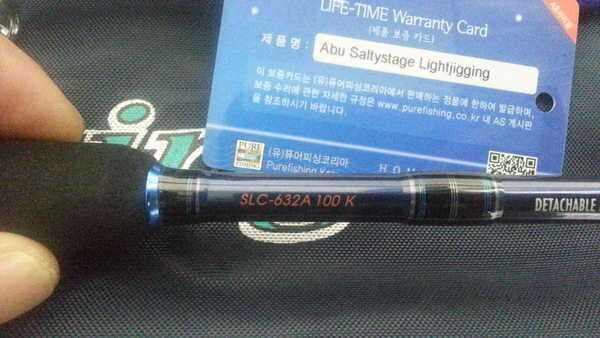 LIFE-TIME Warranty Card
(제품 보증 카드)
제 품 명 : Abu Saltystage Lightjigging
이 보증카드는 (유)퓨어피싱코리아에서 판매하는 정품에 한하여 발급하며,
보증 수리에 관한 자세한 규정은 www.purefishing.co.kr 내 AS 게시판
을 참조하시기 바랍니다.
PURE
(유)퓨어피싱코리아
Purefishing
SLC-632A 100 K
DETACHABLE